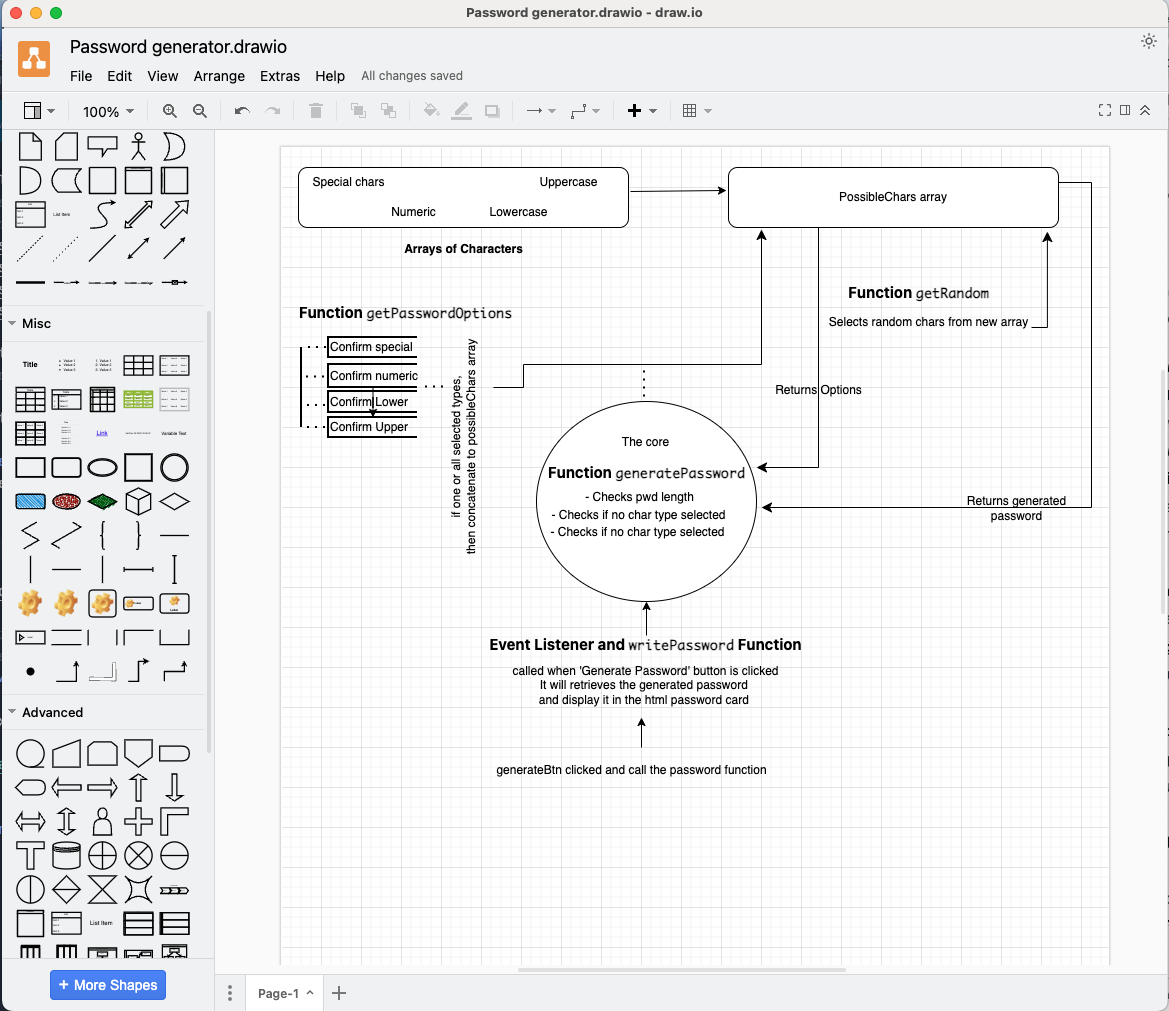 Password generator.drawio - draw.io
Password generator.drawio
File Edit View Arrange Extras Help All changes saved
100%
List Item
Misc
Title
Link
Variable Text
Advanced
List Item
+ More Shapes
Special chars
Uppercase
Numeric
Lowercase
Arrays of Characters
PossibleChars array
Function getRandom
Selects random chars from new array
Function getPasswordOptions
Confirm special
Confirm numeric
Confirm Lower
Confirm Upper
if one or all selected types,
then concatenate to possibleChars array
Returns Options
The core
Function generatePassword
- Checks pwd length
- Checks if no char type selected
- Checks if no char type selected
Returns generated
password
Event Listener and writePassword Function
called when 'Generate Password' button is clicked
It will retrieves the generated password
and display it in the html password card
generateBtn clicked and call the password function
Page-1